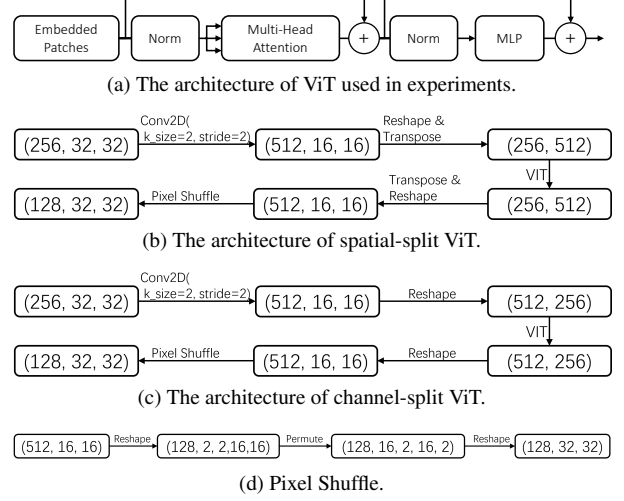 Embedded
Patches
Norm
Multi-Head
Attention
+
Norm
MLP
+
(a) The architecture of ViT used in experiments.
(256, 32, 32)
Conv2D(
k_size=2, stride=2)
(512, 16, 16)
Reshape &
Transpose
(256, 512)
VIT
(128, 32, 32)
Pixel Shuffle
(512, 16, 16)
Transpose &
Reshape
(256, 512)
(b) The architecture of spatial-split ViT.
(256, 32, 32)
Conv2D(
k_size=2, stride=2)
(512, 16, 16)
Reshape
(512, 256)
VIT
(128, 32, 32)
Pixel Shuffle
(512, 16, 16)
Reshape
(512, 256)
(c) The architecture of channel-split ViT.
(512, 16, 16)
Reshape
(128, 2, 2,16,16)
Permute
(128, 16, 2, 16, 2)
Reshape
(128, 32, 32)
(d) Pixel Shuffle.